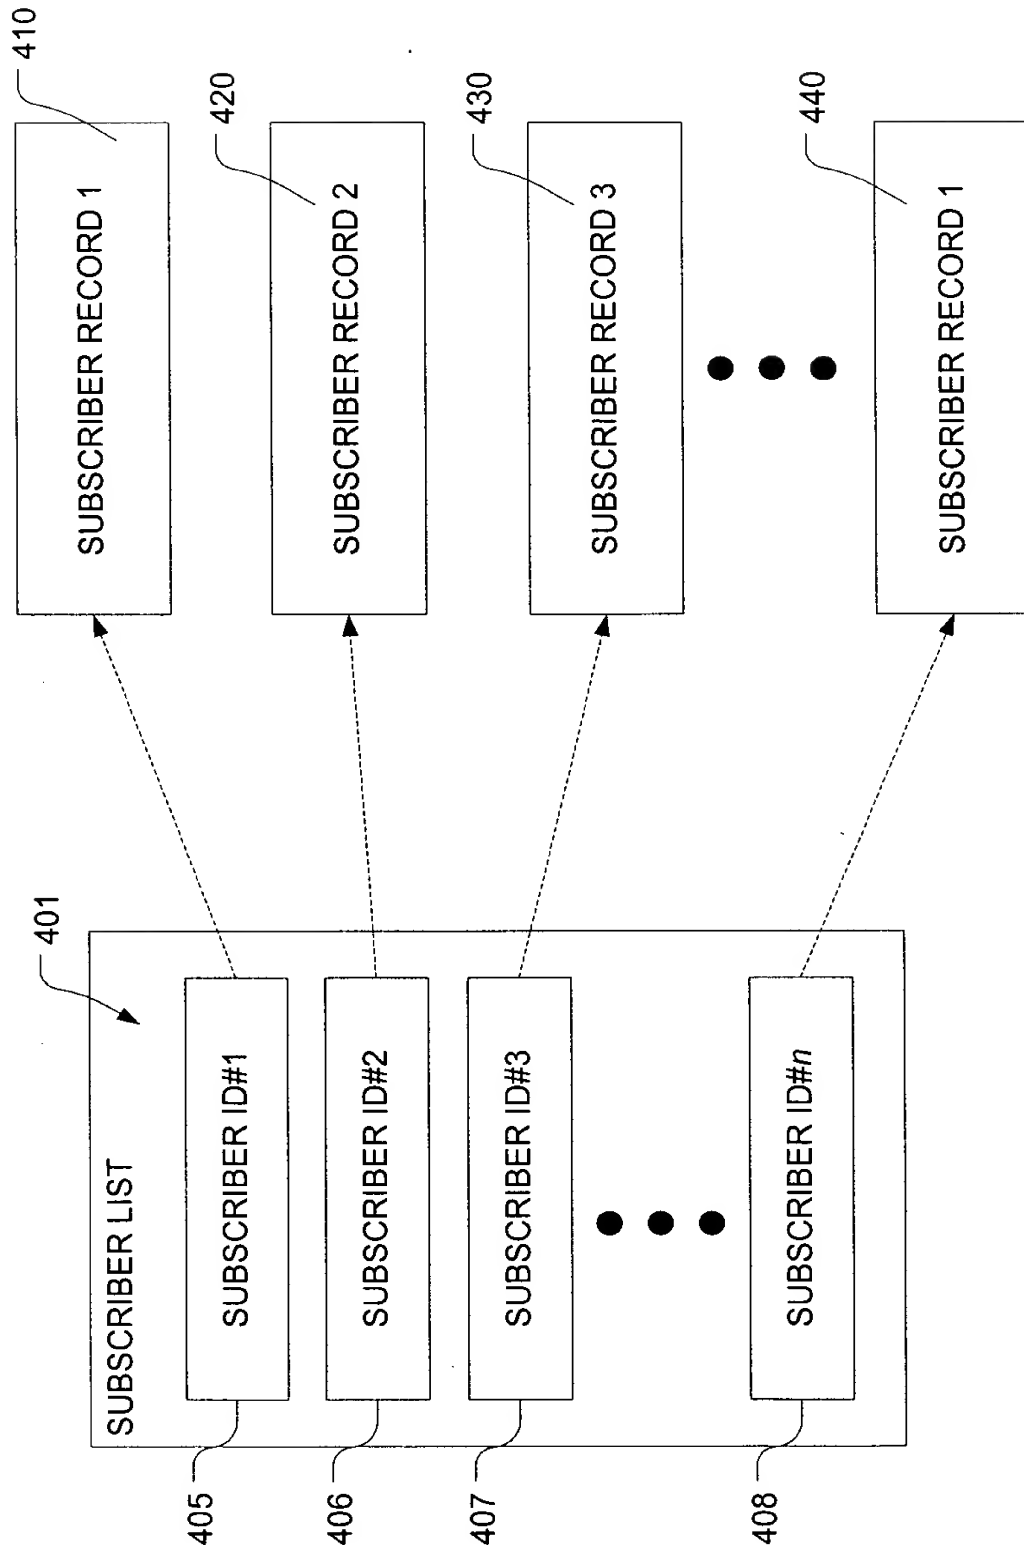 SUBSCRIBER LIST
401
405
SUBSCRIBER ID#1
406
SUBSCRIBER ID#2
407
SUBSCRIBER ID#3
408
SUBSCRIBER ID#n
410
SUBSCRIBER RECORD 1
420
SUBSCRIBER RECORD 2
430
SUBSCRIBER RECORD 3
440
SUBSCRIBER RECORD 1